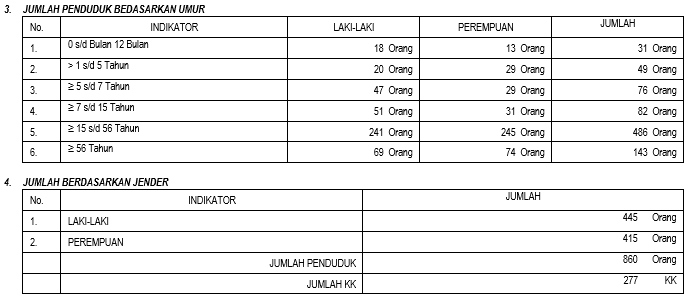 3. JUMLAH PENDUDUK BEDASARKAN UMUR
No. INDIKATOR LAKI-LAKI PEREMPUAN JUMLAH
1. 0 s/d Bulan 12 Bulan 18 Orang 13 Orang 31 Orang
2. > 1 s/d 5 Tahun 20 Orang 29 Orang 49 Orang
3. ≥ 5 s/d 7 Tahun 47 Orang 29 Orang 76 Orang
4. ≥ 7 s/d 15 Tahun 51 Orang 31 Orang 82 Orang
5. ≥ 15 s/d 56 Tahun 241 Orang 245 Orang 486 Orang
6. ≥ 56 Tahun 69 Orang 74 Orang 143 Orang
4. JUMLAH BERDASARKAN JENDER
No. INDIKATOR JUMLAH
1. LAKI-LAKI 445 Orang
2. PEREMPUAN 415 Orang
JUMLAH PENDUDUK 860 Orang
JUMLAH KK 277 KK